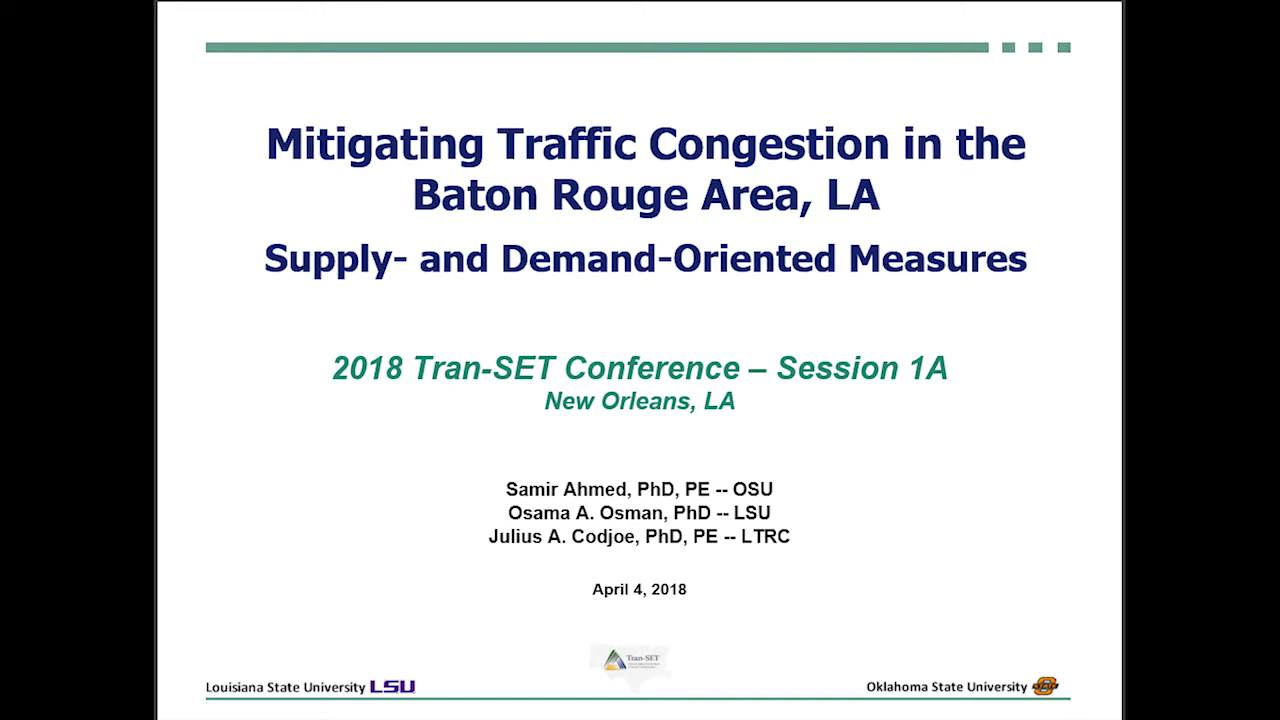 Mitigating Traffic Congestion in the
Baton Rouge Area, LA
Supply- and Demand-Oriented Measures
2018 Tran-SET Conference – Session 1A
New Orleans, LA
Samir Ahmed, PhD, PE -- OSU
Osama A. Osman, PhD -- LSU
Julius A. Codjoe, PhD, PE -- LTRC
April 4, 2018
Tran-SET
Louisiana State University LSU
Oklahoma State University